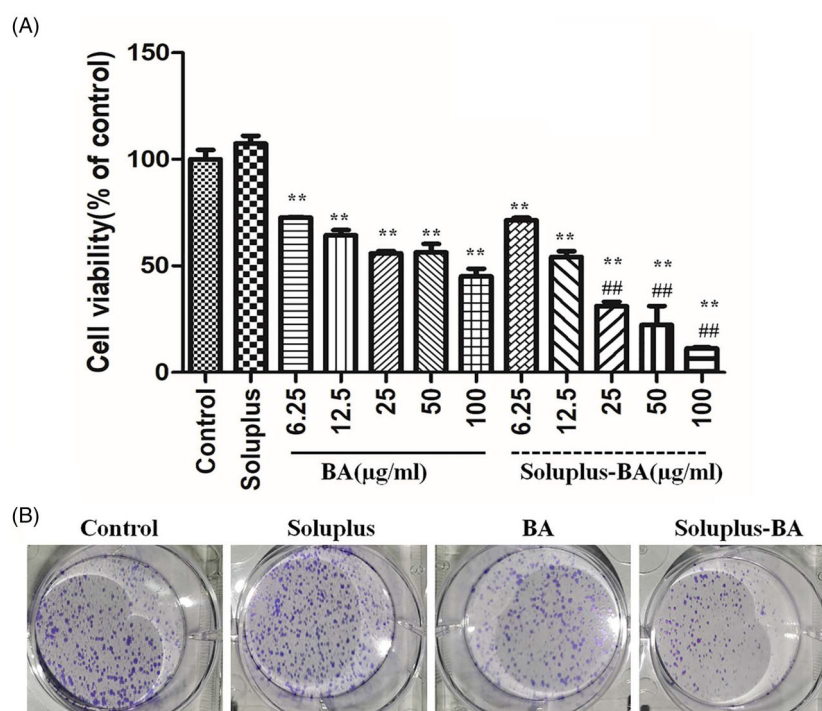 (A)
Cell viability(% of control)
150
100
50
0
**
**
**
**
**
**
**
**
##
**
##
**
##
Control
Soluplus
6.25
12.5
25
50
100
6.25
12.5
25
50
100
BA(μg/ml)
Soluplus-BA(μg/ml)
(B)
Control
Soluplus
BA
Soluplus-BA